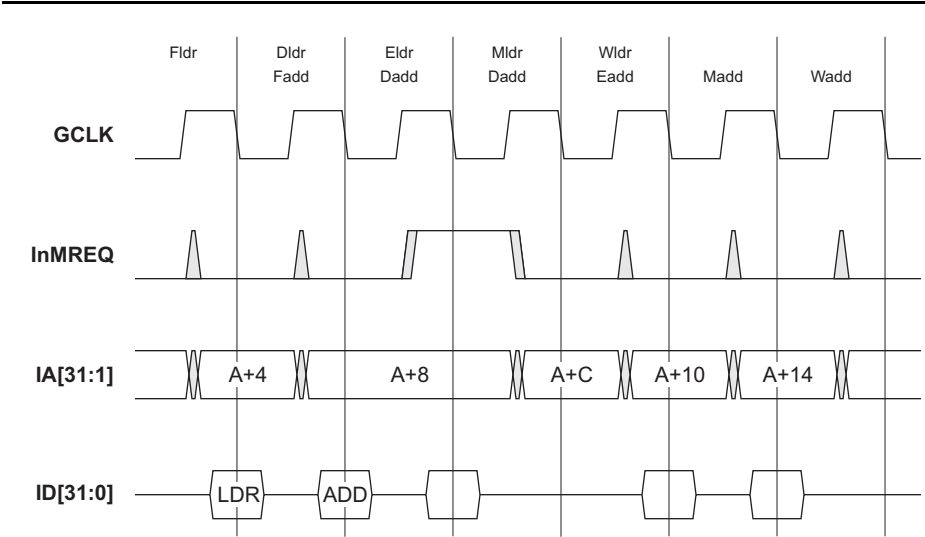 Fldr Dldr Eldr Mldr Wldr
Fadd Dadd Dadd Eadd Madd Wadd
GCLK
InMREQ
IA[31:1] A+4 A+8 A+C A+10 A+14
ID[31:0] LDR ADD